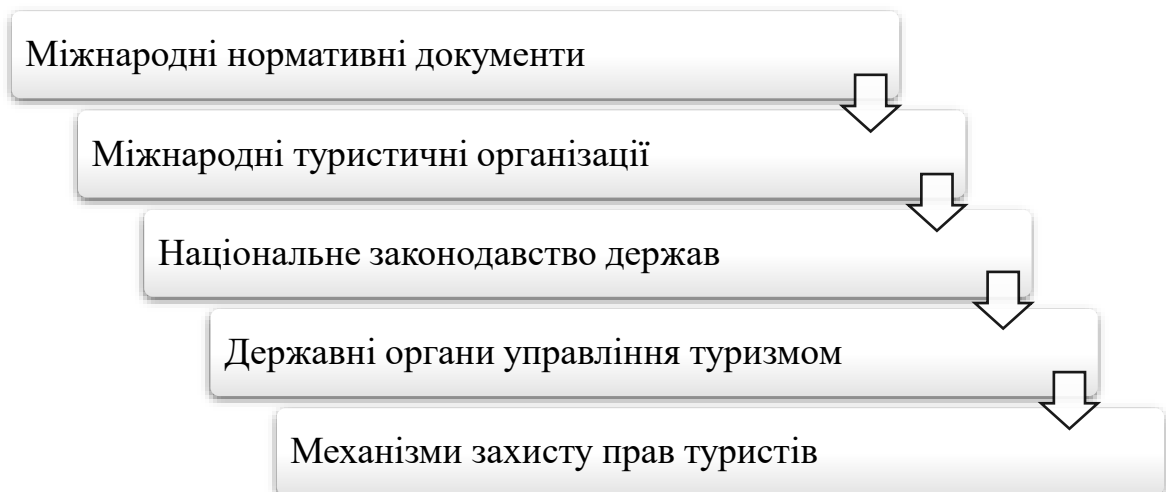 Міжнародні нормативні документи
Міжнародні туристичні організації
Національне законодавство держав
Державні органи управління туризмом
Механізми захисту прав туристів